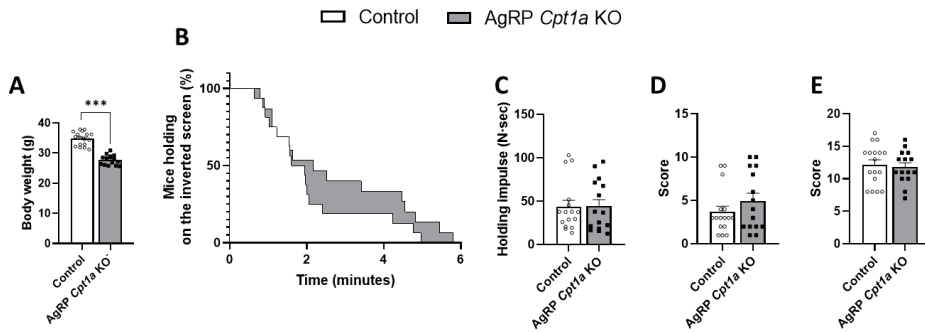 Control AgRP Cpt1a KO
A
Body weight (g)
40
30
20
10
0
***
Control
AgRP Cpt1a KO-
B
Mice holding
on the inverted screen (%)
100
50
0
0 2 4 6
Time (minutes)
C
Holding impulse (N·sec)
150
100
50
0
Control
AgRP Cpt1a KO
D
Score
15
10
5
0
Control
AgRP Cpt1a KO
E
Score
20
15
10
5
0
Control
AgRP Cpt1a KO